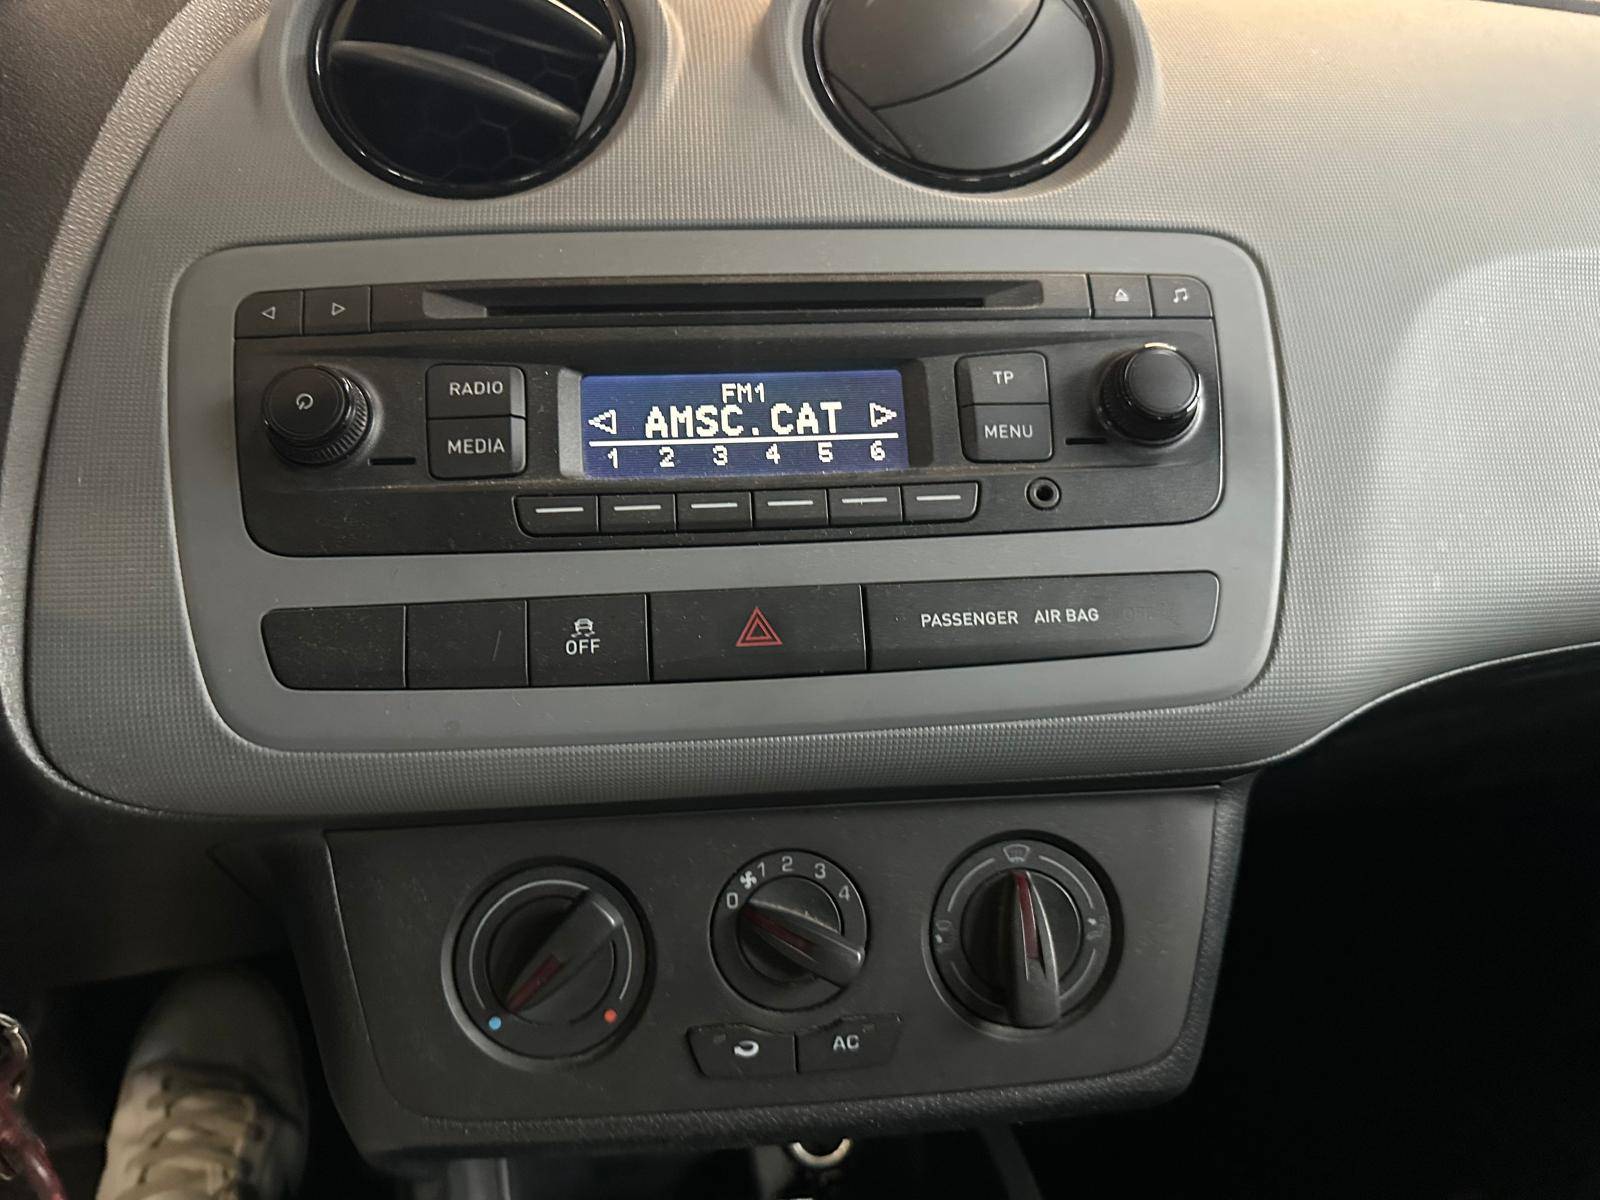 RADIO
MEDIA
FM1
AMSC.CAT
1 2 3 4 5 6
TP
MENU
OFF
PASSENGER AIR BAG
0 1 2 3 4
AC